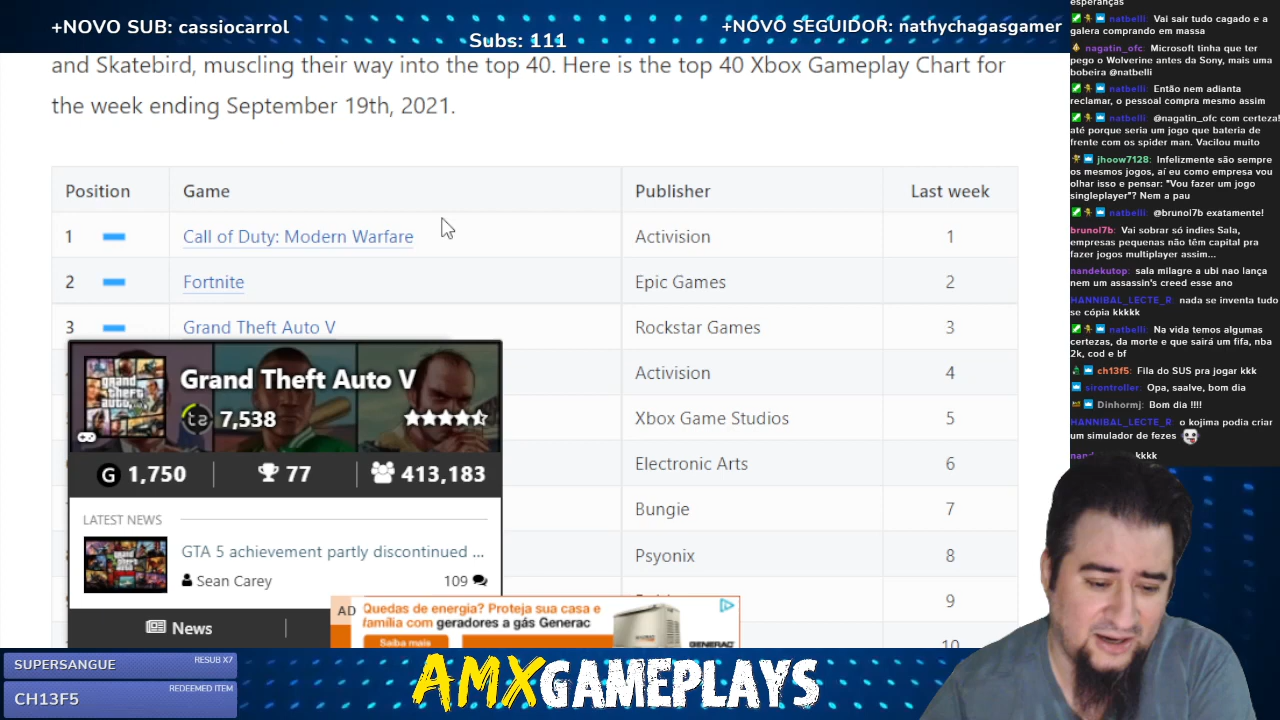 +NOVO SUB: cassiocarrol
Subs: 111
+NOVO SEGUIDOR: nathychagasgamer
and Skatebird, muscling their way into the top 40. Here is the top 40 Xbox Gameplay Chart for
the week ending September 19th, 2021.
Position Game Publisher Last week
1 Call of Duty: Modern Warfare Activision 1
2 Fortnite Epic Games 2
3 Grand Theft Auto V Rockstar Games 3
Activision 4
Xbox Game Studios 5
Electronic Arts 6
Bungie 7
Psyonix 8
9
10
Grand Theft Auto V
grand theft auto V
ta 7,538
G 1,750 77 413,183
LATEST NEWS
GTA 5 achievement partly discontinued ...
Sean Carey 109
News
AD
Quedas de energia? Proteja sua casa e
família com geradores a gás Generac
Saiba mais
GENERAC
esperanças
natbelli: Vai sair tudo cagado e a
galera comprando em massa
nagatin_ofc: Microsoft tinha que ter
pego o Wolverine antes da Sony, mais uma
bobeira @natbelli
natbelli: Então nem adianta
reclamar, o pessoal compra mesmo assim
natbelli: @nagatin_ofc com certeza!
até porque seria um jogo que bateria de
frente com os spider man. Vacilou muito
jhoow7128: Infelizmente são sempre
os mesmos jogos, aí eu como empresa vou
olhar isso e pensar: "Vou fazer um jogo
singleplayer"? Nem a pau
natbelli: @brunol7b exatamente!
brunol7b: Vai sobrar só indies Sala,
empresas pequenas não têm capital pra
fazer jogos multiplayer assim...
nandekutop: sala milagre a ubi nao lança
nem um assassin's creed esse ano
HANNIBAL_LECTE_R: nada se inventa tudo
se cópia kkkkk
natbelli: Na vida temos algumas
certezas, da morte e que sairá um fifa, nba
2k, cod e bf
ch13f5: Fila do SUS pra jogar kkk
sirontroller: Opa, saalve, bom dia
Dinhormj: Bom dia !!!!
HANNIBAL_LECTE_R: o kojima podia criar
um simulador de fezes
kkkk
SUPERSANGUE RESUB X7
CH13F5 REDEEMED ITEM
AMXGAMEPLAYS